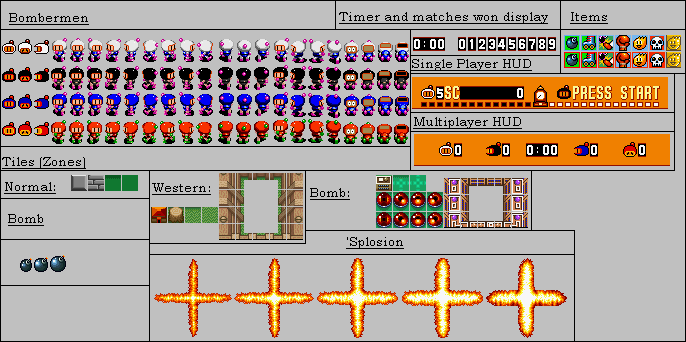 Bombermen
Timer and matches won display
Items
0:00 0123456789
Single Player HUD
5SC 0 PRESS START
Multiplayer HUD
0 0 0:00 0 0
Tiles (Zones)
Normal:
Western:
Bomb:
Bomb
'Splosion